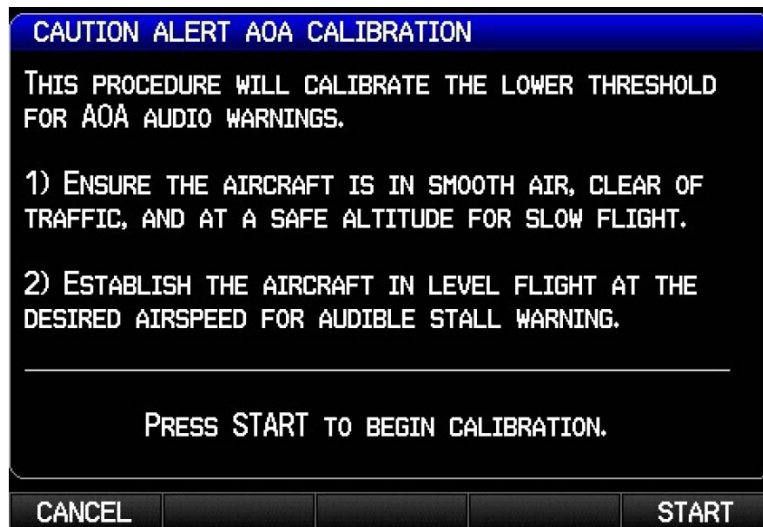 CAUTION ALERT AOA CALIBRATION
THIS PROCEDURE WILL CALIBRATE THE LOWER THRESHOLD
FOR AOA AUDIO WARNINGS.
1) ENSURE THE AIRCRAFT IS IN SMOOTH AIR, CLEAR OF
TRAFFIC, AND AT A SAFE ALTITUDE FOR SLOW FLIGHT.
2) ESTABLISH THE AIRCRAFT IN LEVEL FLIGHT AT THE
DESIRED AIRSPEED FOR AUDIBLE STALL WARNING.
PRESS START TO BEGIN CALIBRATION.
CANCEL START